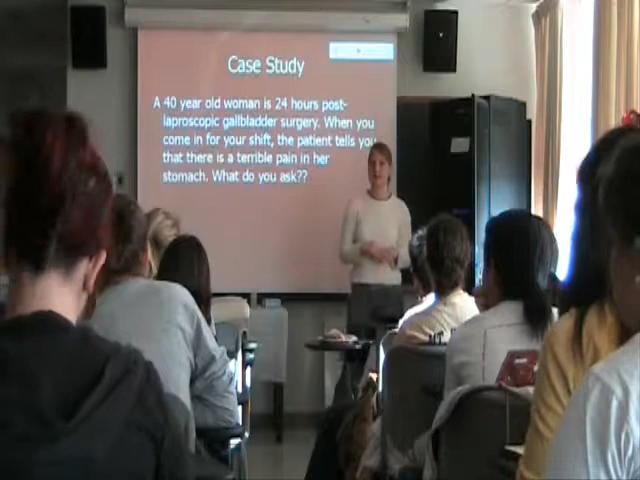 Case Study
A 40 year old woman is 24 hours post-
laproscopic gallbladder surgery. When you
come in for your shift, the patient tells you
that there is a terrible pain in her
stomach. What do you ask??